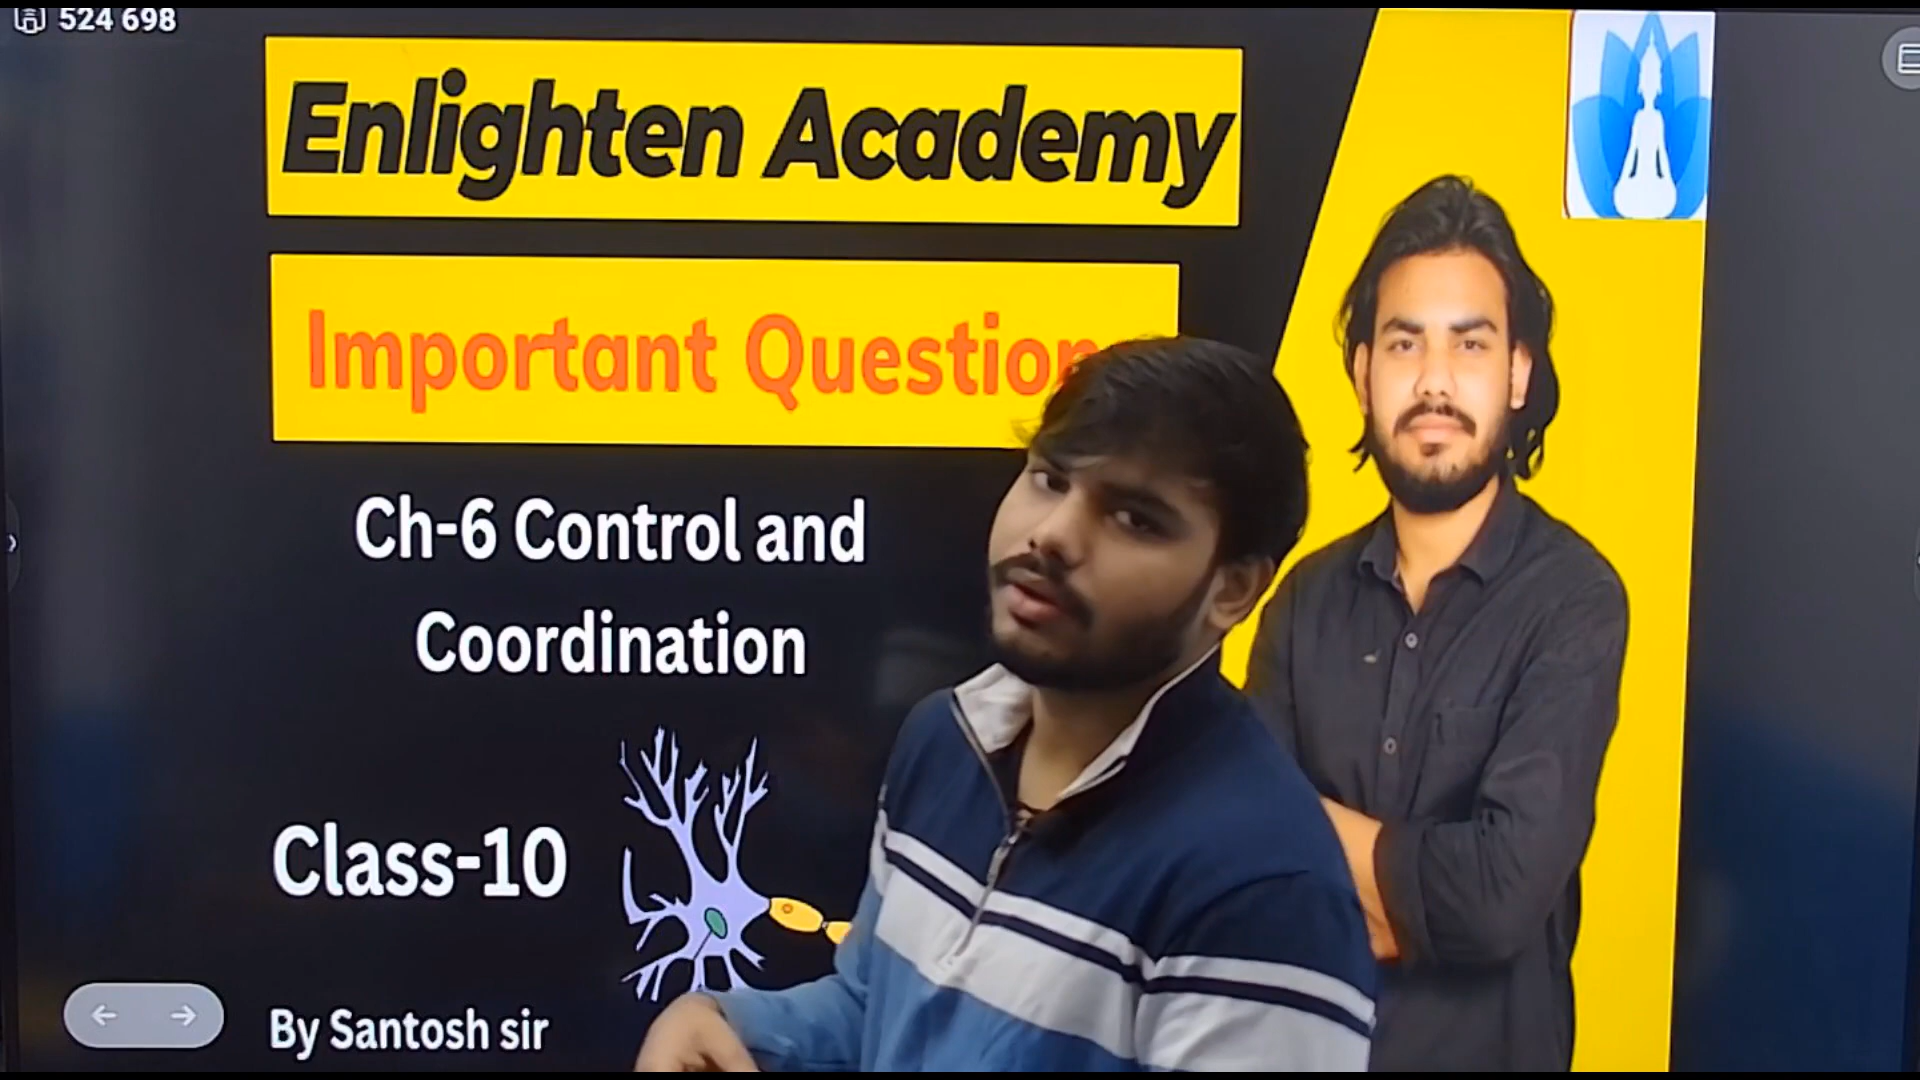 524 698
Enlighten Academy
Important Question
Ch-6 Control and
Coordination
Class-10
By Santosh sir